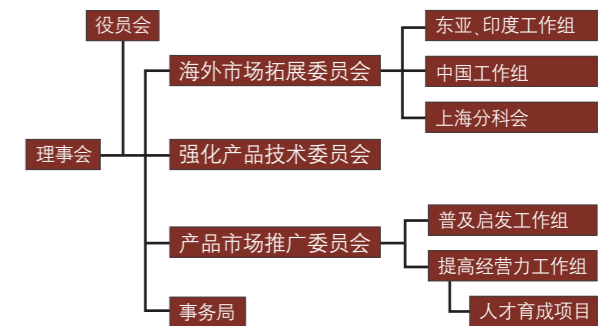 役员会
东亚、印度工作组
海外市场拓展委员会
中国工作组
上海分科会
理事会
强化产品技术委员会
普及启发工作组
产品市场推广委员会
提高经营力工作组
事务局
人才育成项目